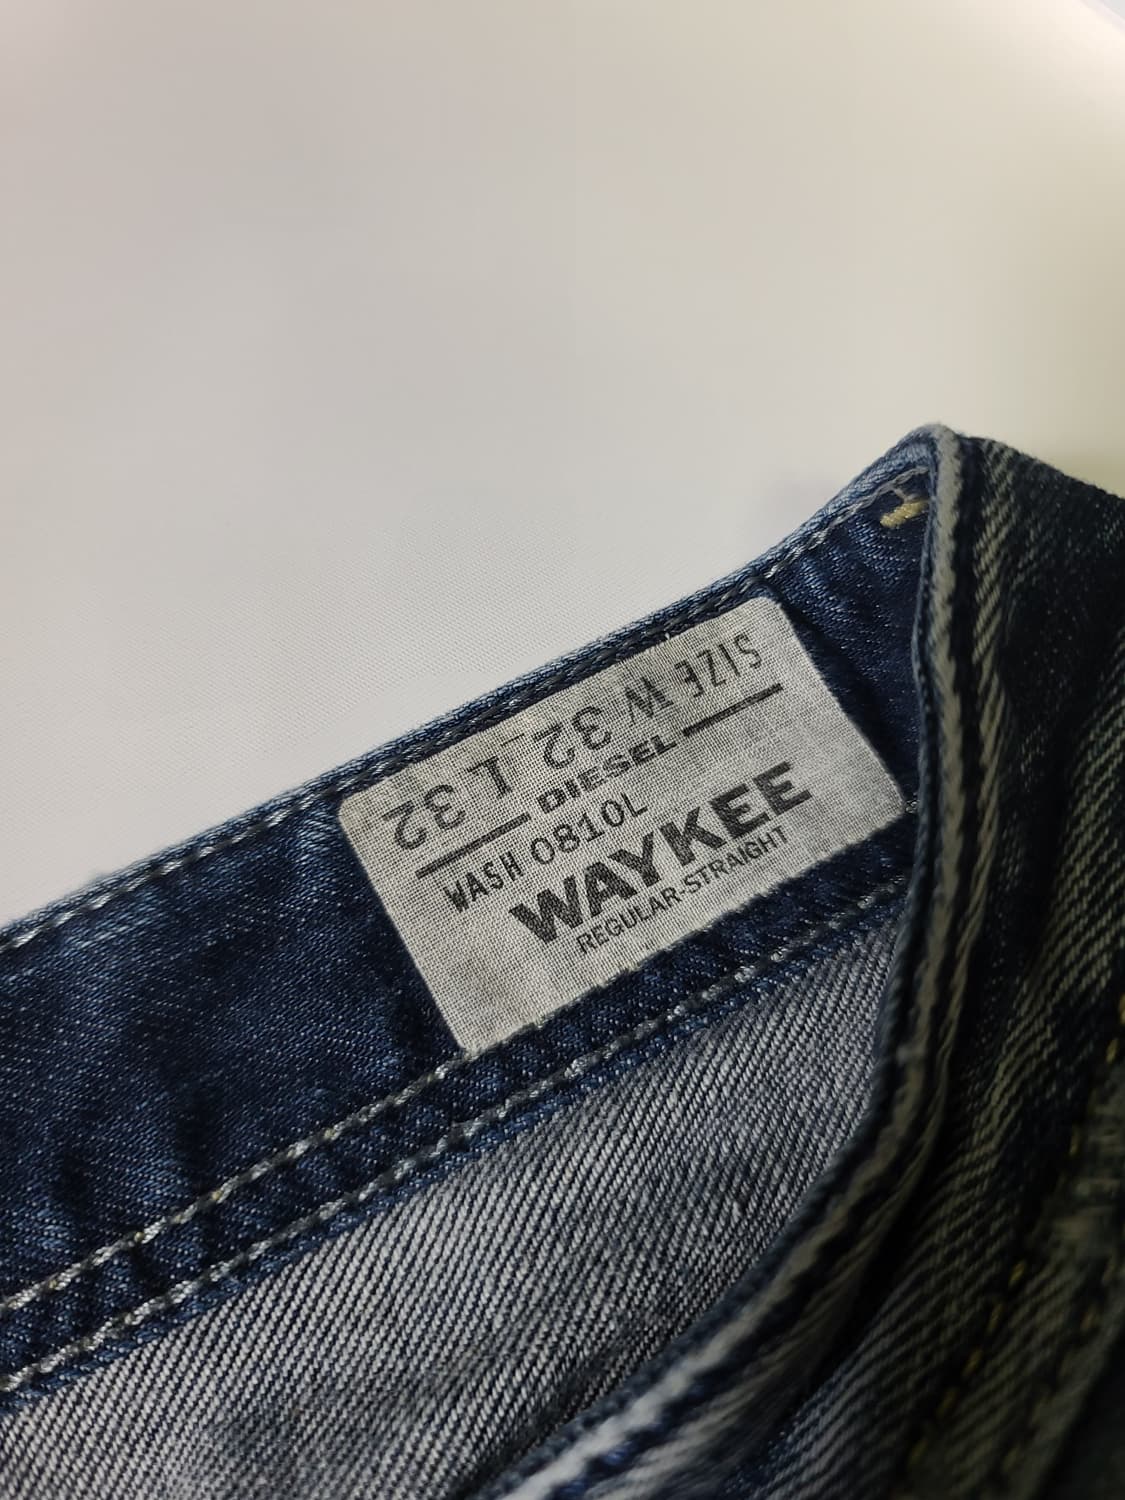 SIZE W 32 L 32
DIESEL
WASH 0810L
WAYKEE
REGULAR-STRAIGHT